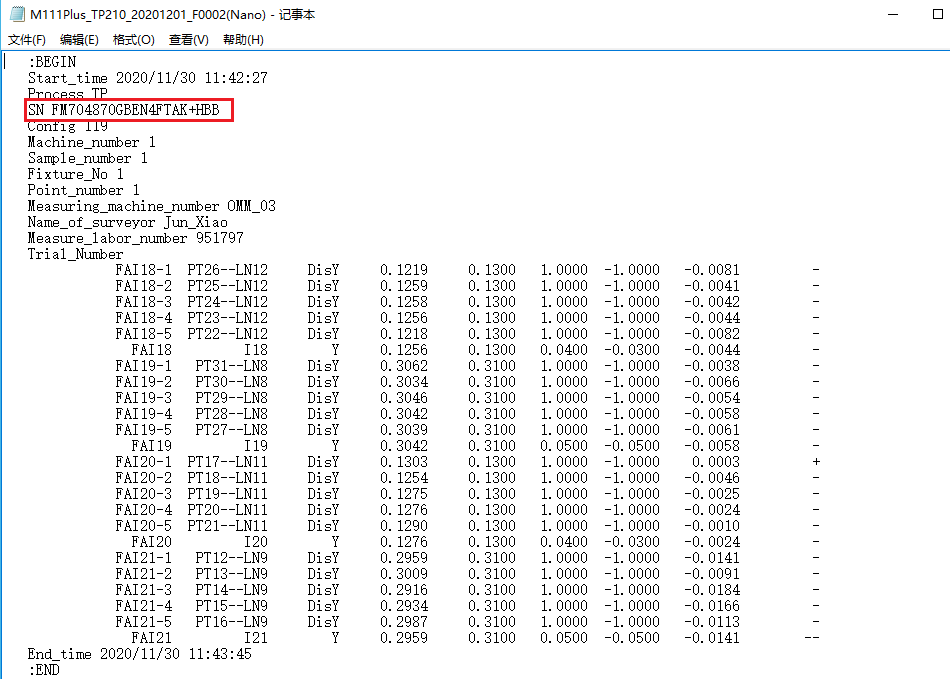 M111Plus_TP210_20201201_F0002(Nano) - 记事本
文件(F) 编辑(E) 格式(O) 查看(V) 帮助(H)
:BEGIN
Start_time 2020/11/30 11:42:27
Process TP
SN FM704870GBEN4FTAK+HBB
Config 119
Machine_number 1
Sample_number 1
Fixture_No 1
Point_number 1
Measuring_machine_number OMM_03
Name_of_surveyor Jun_Xiao
Measure_labor_number 951797
Trial_Number
FAI18-1 PT26--LN12 DisY 0.1219 0.1300 1.0000 -1.0000 -0.0081 -
FAI18-2 PT25--LN12 DisY 0.1259 0.1300 1.0000 -1.0000 -0.0041 -
FAI18-3 PT24--LN12 DisY 0.1258 0.1300 1.0000 -1.0000 -0.0042 -
FAI18-4 PT23--LN12 DisY 0.1256 0.1300 1.0000 -1.0000 -0.0044 -
FAI18-5 PT22--LN12 DisY 0.1218 0.1300 1.0000 -1.0000 -0.0082 -
FAI18 I18 Y 0.1256 0.1300 0.0400 -0.0300 -0.0044 -
FAI19-1 PT31--LN8 DisY 0.3062 0.3100 1.0000 -1.0000 -0.0038 -
FAI19-2 PT30--LN8 DisY 0.3034 0.3100 1.0000 -1.0000 -0.0066 -
FAI19-3 PT29--LN8 DisY 0.3046 0.3100 1.0000 -1.0000 -0.0054 -
FAI19-4 PT28--LN8 DisY 0.3042 0.3100 1.0000 -1.0000 -0.0058 -
FAI19-5 PT27--LN8 DisY 0.3039 0.3100 1.0000 -1.0000 -0.0061 -
FAI19 I19 Y 0.3042 0.3100 0.0500 -0.0500 -0.0058 -
FAI20-1 PT17--LN11 DisY 0.1303 0.1300 1.0000 -1.0000 0.0003 +
FAI20-2 PT18--LN11 DisY 0.1254 0.1300 1.0000 -1.0000 -0.0046 -
FAI20-3 PT19--LN11 DisY 0.1275 0.1300 1.0000 -1.0000 -0.0025 -
FAI20-4 PT20--LN11 DisY 0.1276 0.1300 1.0000 -1.0000 -0.0024 -
FAI20-5 PT21--LN11 DisY 0.1290 0.1300 1.0000 -1.0000 -0.0010 -
FAI20 I20 Y 0.1276 0.1300 0.0400 -0.0300 -0.0024 -
FAI21-1 PT12--LN9 DisY 0.2959 0.3100 1.0000 -1.0000 -0.0141 -
FAI21-2 PT13--LN9 DisY 0.3009 0.3100 1.0000 -1.0000 -0.0091 -
FAI21-3 PT14--LN9 DisY 0.2916 0.3100 1.0000 -1.0000 -0.0184 -
FAI21-4 PT15--LN9 DisY 0.2934 0.3100 1.0000 -1.0000 -0.0166 -
FAI21-5 PT16--LN9 DisY 0.2987 0.3100 1.0000 -1.0000 -0.0113 -
FAI21 I21 Y 0.2959 0.3100 0.0500 -0.0500 -0.0141 --
End_time 2020/11/30 11:43:45
:END